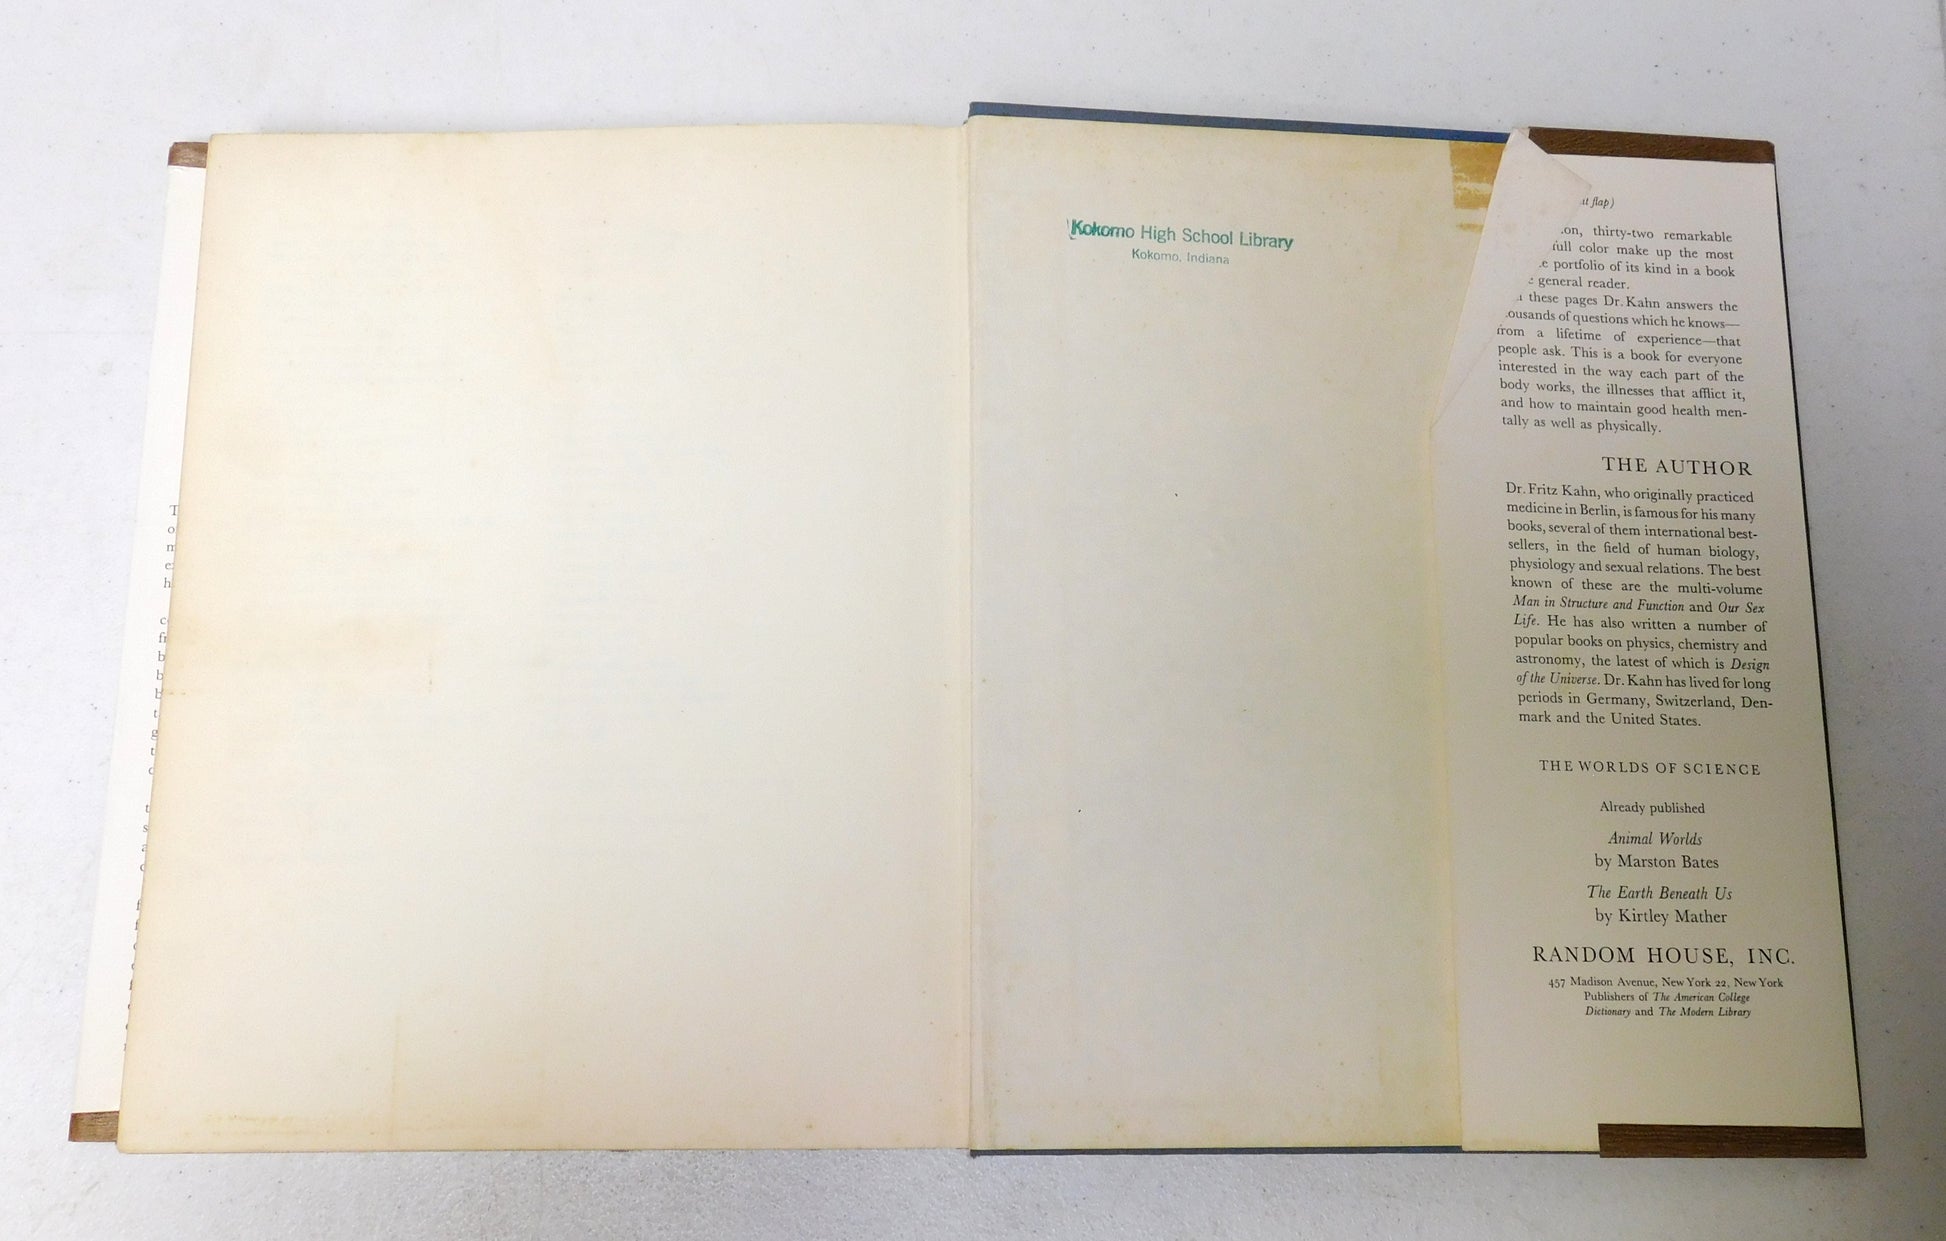 Kokomo High School Library
Kokomo, Indiana
flap)
thirty-two remarkable
full color make up the most
portfolio of its kind in a book
general reader.
these pages Dr. Kahn answers the
of questions which he knows—
from a lifetime of experience—that
people ask. This is a book for everyone
interested in the way each part of the
body works, the illnesses that afflict it,
and how to maintain good health men-
tally as well as physically.
THE AUTHOR
Dr. Fritz Kahn, who originally practiced
medicine in Berlin, is famous for his many
books, several of them international best-
sellers, in the field of human biology,
physiology and sexual relations. The best
known of these are the multi-volume
Man in Structure and Function and Our Sex
Life. He has also written a number of
popular books on physics, chemistry and
astronomy, the latest of which is Design
of the Universe. Dr. Kahn has lived for long
periods in Germany, Switzerland, Den-
mark and the United States.
THE WORLDS OF SCIENCE
Already published
Animal Worlds
by Marston Bates
The Earth Beneath Us
by Kirtley Mather
RANDOM HOUSE, INC.
457 Madison Avenue, New York 22, New York
Publishers of The American College
Dictionary and The Modern Library